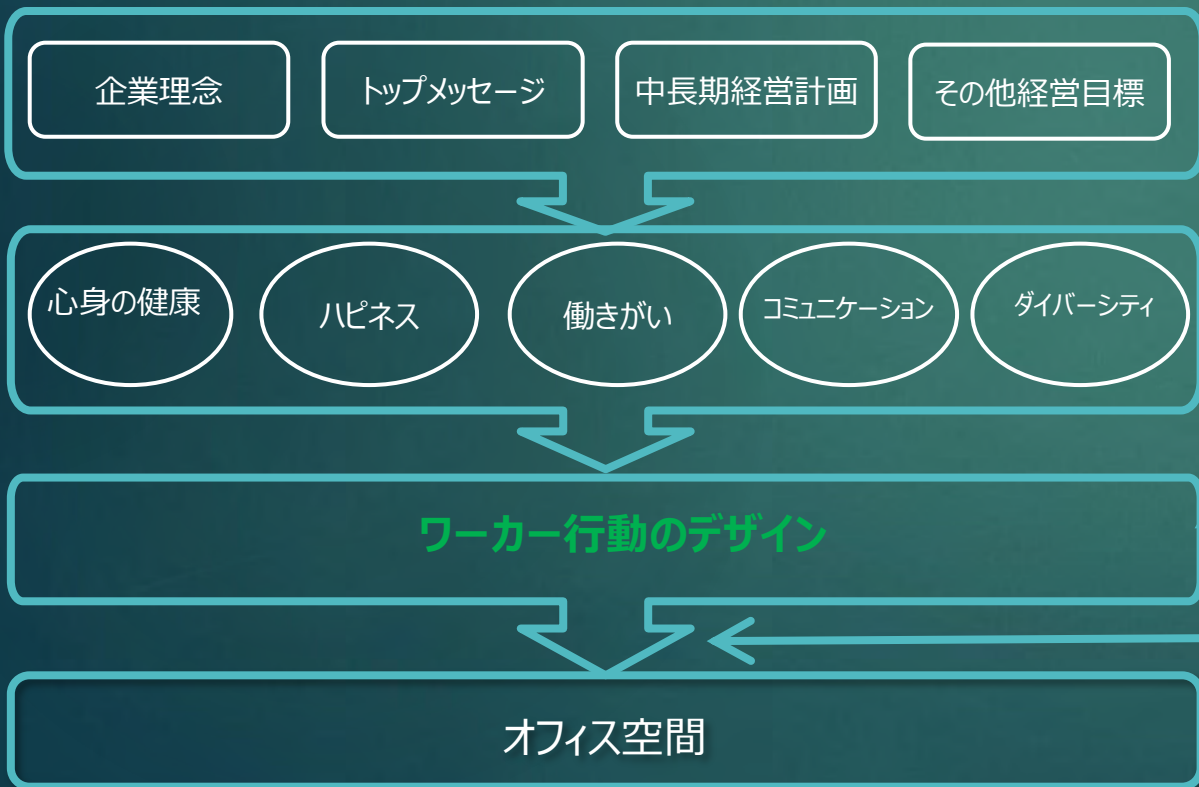 企業理念
トップメッセージ
中長期経営計画
その他経営目標
心身の健康
ハピネス
働きがい
コミュニケーション
ダイバーシティ
ワーカー行動のデザイン
オフィス空間